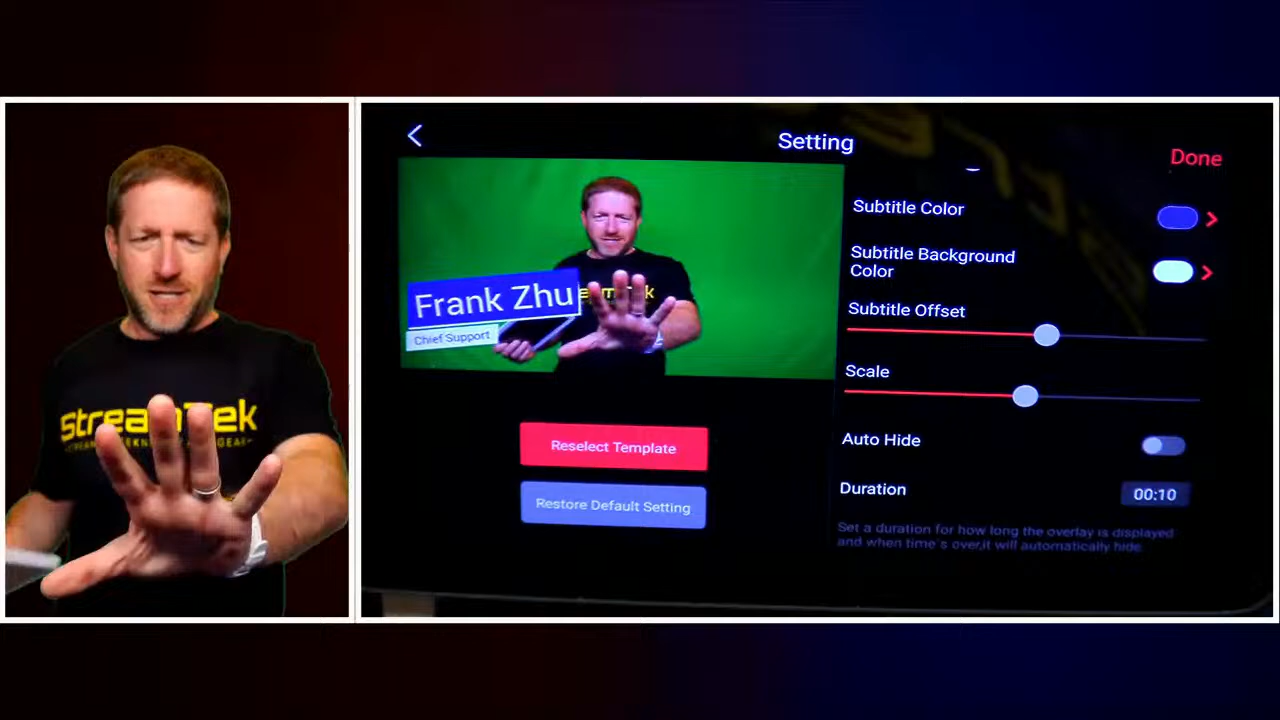 StreamTek
Setting
Done
Frank Zhu
Chief Support
Reselect Template
Restore Default Setting
Subtitle Color
Subtitle Background
Color
Subtitle Offset
Scale
Auto Hide
Duration
00:10
Set a duration for how long the overlay is displayed
and when time's over,it will automatically hide